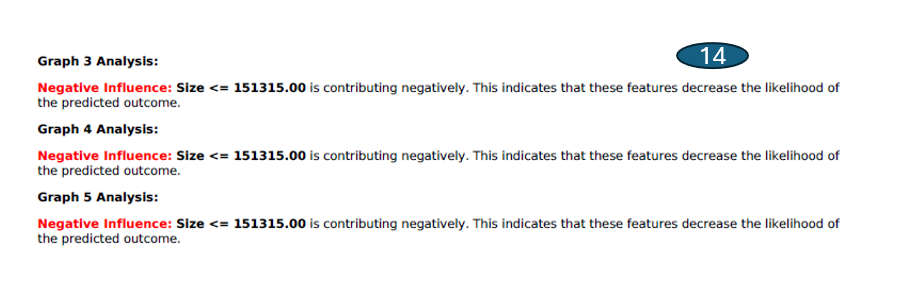 14
Graph 3 Analysis:
Negative Influence: Size <= 151315.00 is contributing negatively. This indicates that these features decrease the likelihood of
the predicted outcome.
Graph 4 Analysis:
Negative Influence: Size <= 151315.00 is contributing negatively. This indicates that these features decrease the likelihood of
the predicted outcome.
Graph 5 Analysis:
Negative Influence: Size <= 151315.00 is contributing negatively. This indicates that these features decrease the likelihood of
the predicted outcome.